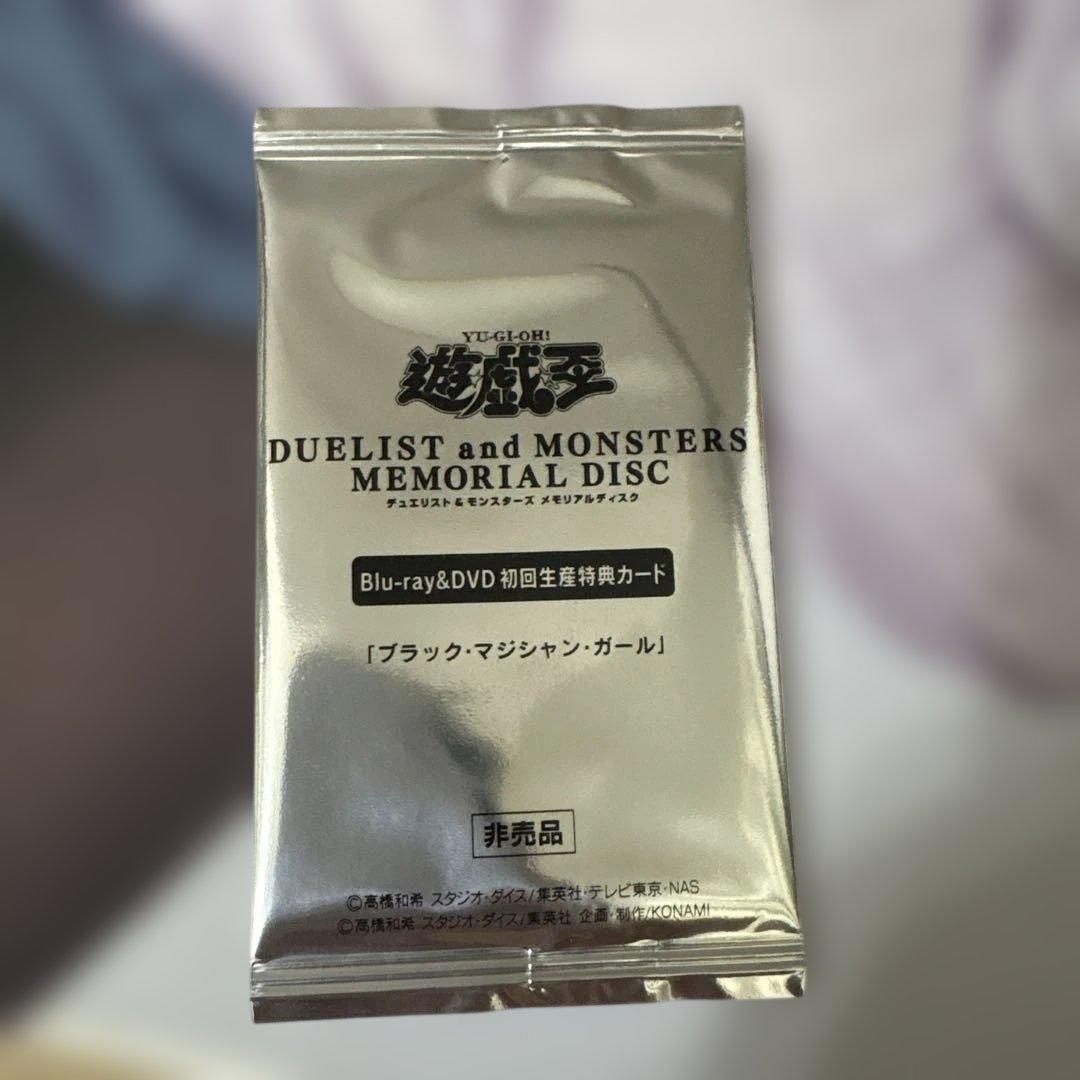 YU-GI-OH!
遊戯王
DUELIST and MONSTERS
MEMORIAL DISC
デュエリスト&モンスターズ メモリアルディスク
Blu-ray&DVD 初回生産特典カード
「ブラック・マジシャン・ガール」
非売品
©高橋和希 スタジオ・ダイス/集英社・テレビ東京・NAS
©高橋和希 スタジオ・ダイス/集英社 企画・制作/KONAMI